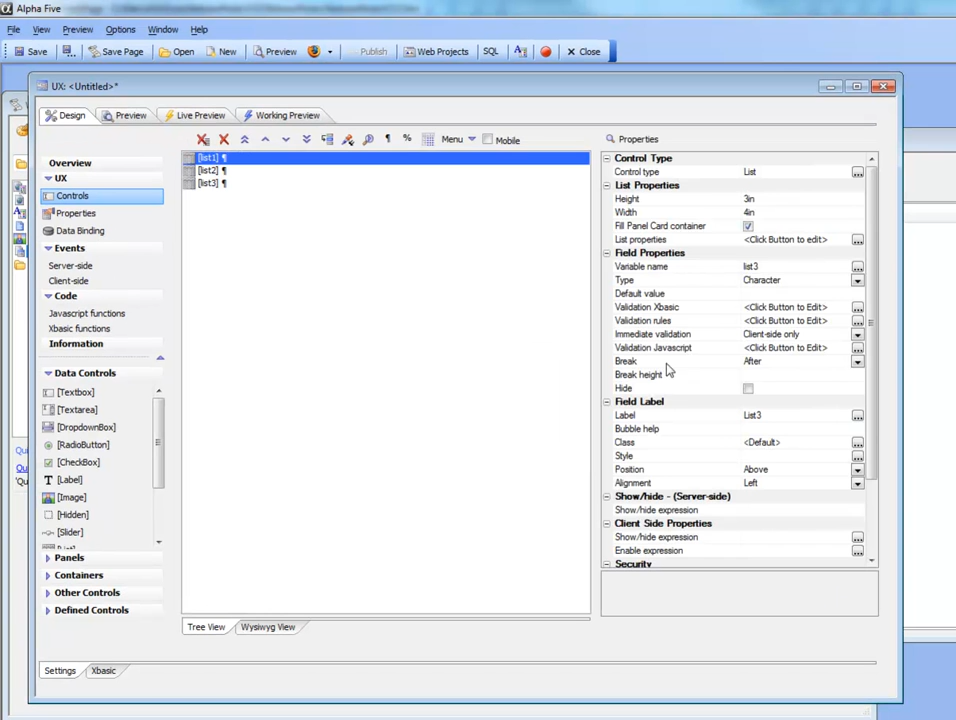 Alpha Five
File View Preview Options Window Help
Save Save Page Open New Preview Publish Web Projects SQL Close
UX: <Untitled>*
Design Preview Live Preview Working Preview
Menu Mobile Properties
Overview
UX
Controls
Properties
Data Binding
Events
Server-side
Client-side
Code
Javascript functions
Xbasic functions
Information
Data Controls
[Textbox]
[Textarea]
[DropdownBox]
[RadioButton]
[CheckBox]
[Label]
[Image]
[Hidden]
[Slider]
Panels
Containers
Other Controls
Defined Controls
[list1] ¶
[list2] ¶
[list3] ¶
Control Type
Control type List
List Properties
Height 3in
Width 4in
Fill Panel Card container
List properties <Click Button to edit>
Field Properties
Variable name list3
Type Character
Default value
Validation Xbasic <Click Button to Edit>
Validation rules <Click Button to Edit>
Immediate validation Client-side only
Validation Javascript <Click Button to Edit>
Break After
Break height
Hide
Field Label
Label List3
Bubble help
Class <Default>
Style
Position Above
Alignment Left
Show/hide - (Server-side)
Show/hide expression
Client Side Properties
Show/hide expression
Enable expression
Security
Tree View Wysiwyg View
Settings Xbasic